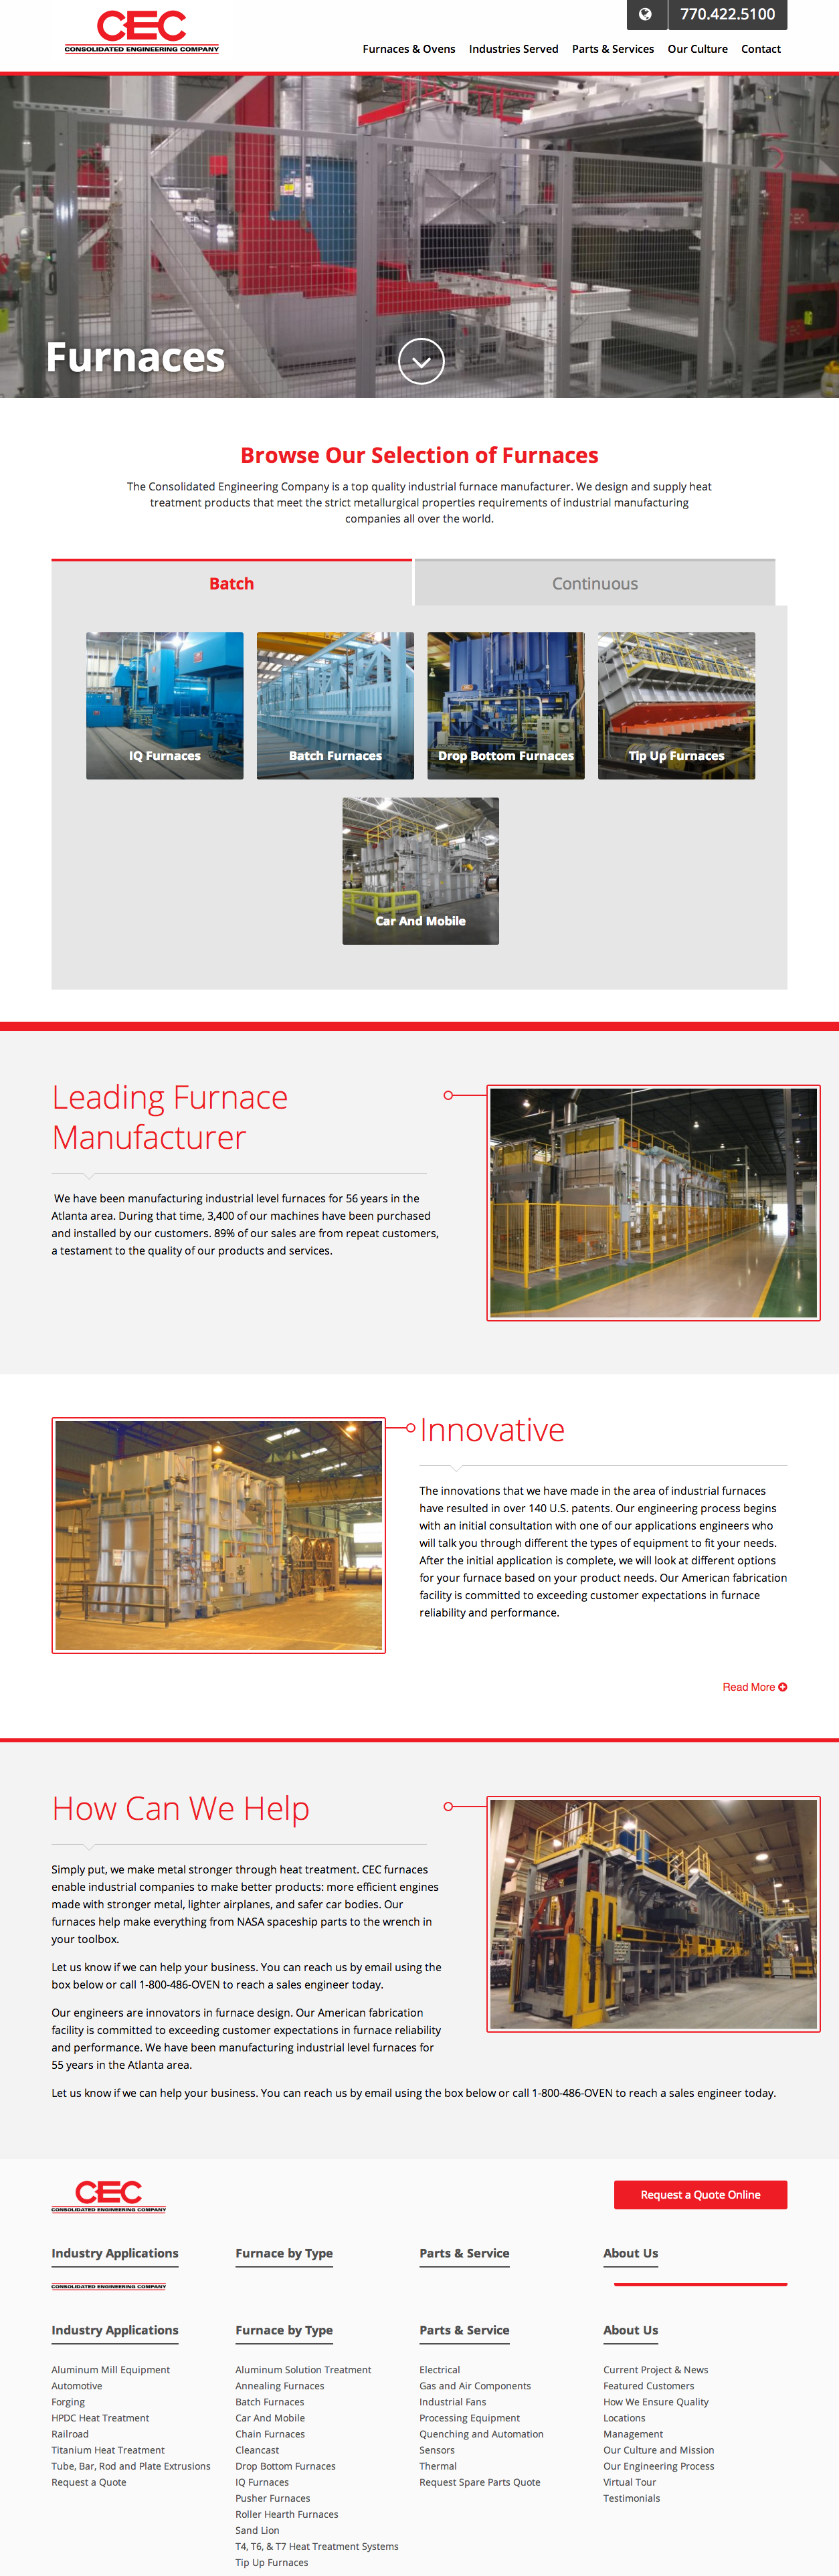 CEC
CONSOLIDATED ENGINEERING COMPANY
770.422.5100
Furnaces & Ovens Industries Served Parts & Services Our Culture Contact
Furnaces
Browse Our Selection of Furnaces
The Consolidated Engineering Company is a top quality industrial furnace manufacturer. We design and supply heat
treatment products that meet the strict metallurgical properties requirements of industrial manufacturing
companies all over the world.
Batch Continuous
IQ Furnaces Batch Furnaces Drop Bottom Furnaces Tip Up Furnaces
Car And Mobile
Leading Furnace
Manufacturer
We have been manufacturing industrial level furnaces for 56 years in the
Atlanta area. During that time, 3,400 of our machines have been purchased
and installed by our customers. 89% of our sales are from repeat customers,
a testament to the quality of our products and services.
Innovative
The innovations that we have made in the area of industrial furnaces
have resulted in over 140 U.S. patents. Our engineering process begins
with an initial consultation with one of our applications engineers who
will talk you through different the types of equipment to fit your needs.
After the initial application is complete, we will look at different options
for your furnace based on your product needs. Our American fabrication
facility is committed to exceeding customer expectations in furnace
reliability and performance.
Read More
How Can We Help
Simply put, we make metal stronger through heat treatment. CEC furnaces
enable industrial companies to make better products: more efficient engines
made with stronger metal, lighter airplanes, and safer car bodies. Our
furnaces help make everything from NASA spaceship parts to the wrench in
your toolbox.
Let us know if we can help your business. You can reach us by email using the
box below or call 1-800-486-OVEN to reach a sales engineer today.
Our engineers are innovators in furnace design. Our American fabrication
facility is committed to exceeding customer expectations in furnace reliability
and performance. We have been manufacturing industrial level furnaces for
55 years in the Atlanta area.
Let us know if we can help your business. You can reach us by email using the box below or call 1-800-486-OVEN to reach a sales engineer today.
CEC
CONSOLIDATED ENGINEERING COMPANY
Request a Quote Online
Industry Applications Furnace by Type Parts & Service About Us
CONSOLIDATED ENGINEERING COMPANY
Industry Applications Furnace by Type Parts & Service About Us
Aluminum Mill Equipment Aluminum Solution Treatment Electrical Current Project & News
Automotive Annealing Furnaces Gas and Air Components Featured Customers
Forging Batch Furnaces Industrial Fans How We Ensure Quality
HPDC Heat Treatment Car And Mobile Processing Equipment Locations
Railroad Chain Furnaces Quenching and Automation Management
Titanium Heat Treatment Cleancast Sensors Our Culture and Mission
Tube, Bar, Rod and Plate Extrusions Drop Bottom Furnaces Thermal Our Engineering Process
Request a Quote IQ Furnaces Request Spare Parts Quote Virtual Tour
Pusher Furnaces Testimonials
Roller Hearth Furnaces
Sand Lion
T4, T6, & T7 Heat Treatment Systems
Tip Up Furnaces